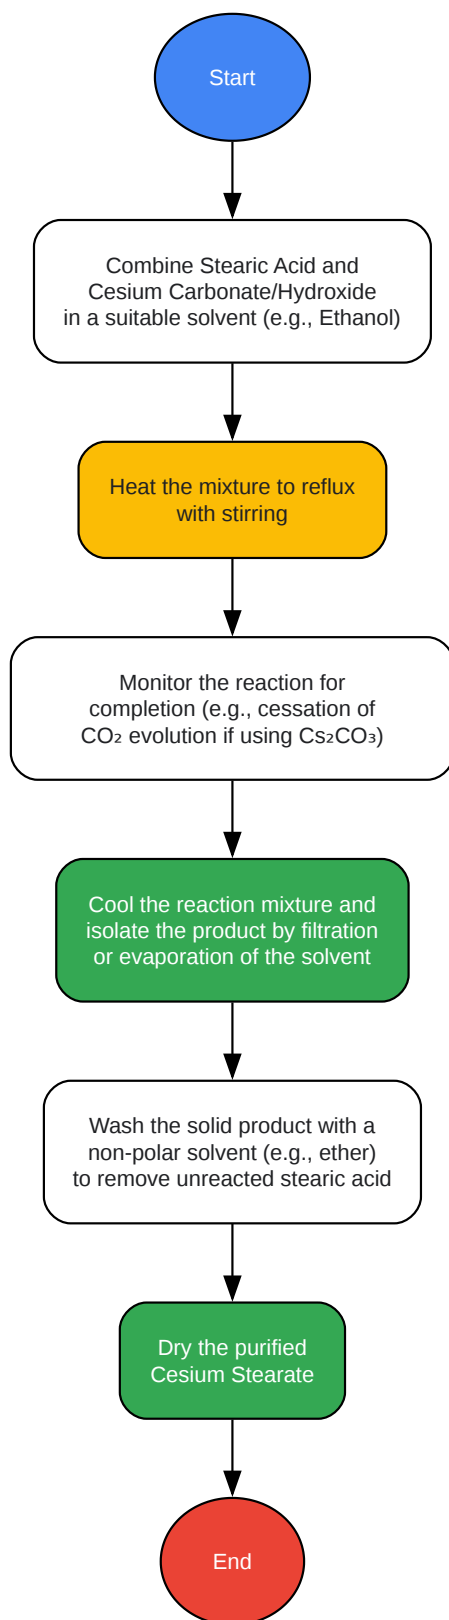 Start
Combine Stearic Acid and
Cesium Carbonate/Hydroxide
in a suitable solvent (e.g., Ethanol)
Heat the mixture to reflux
with stirring
Monitor the reaction for
completion (e.g., cessation of
CO₂ evolution if using Cs₂CO₃)
Cool the reaction mixture and
isolate the product by filtration
or evaporation of the solvent
Wash the solid product with a
non-polar solvent (e.g., ether)
to remove unreacted stearic acid
Dry the purified
Cesium Stearate
End